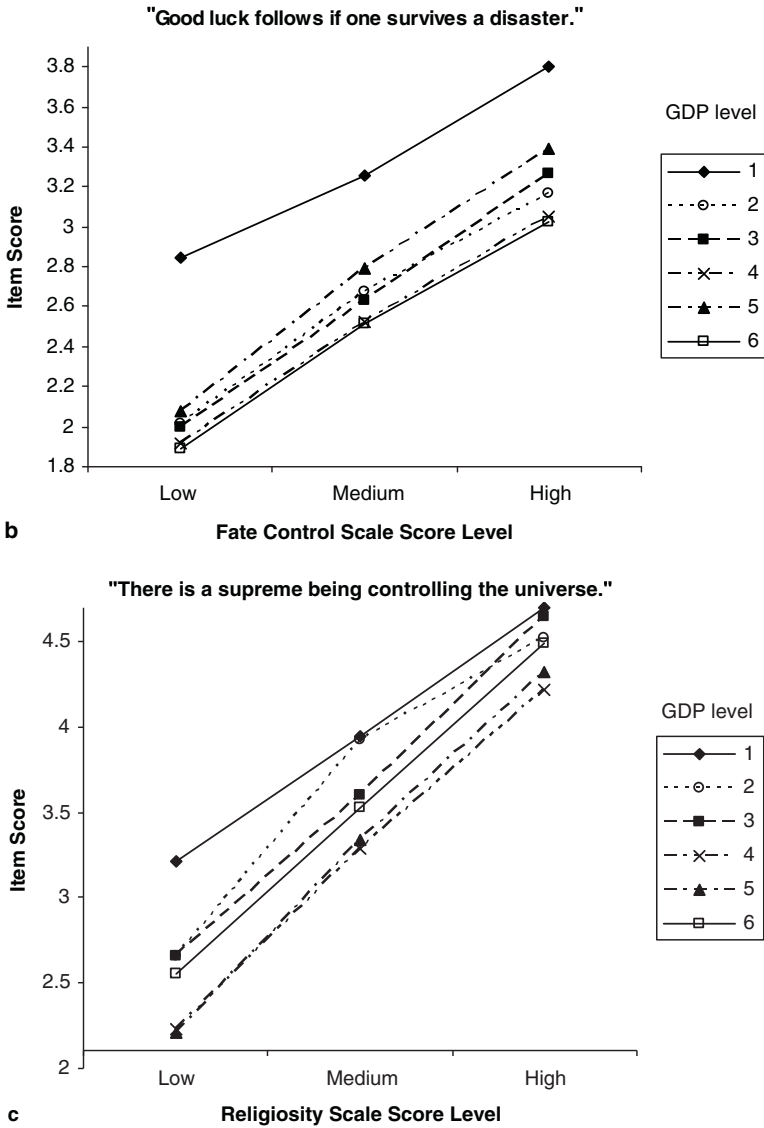 "Good luck follows if one survives a disaster."
3.8
3.6
3.4
3.2
3
2.8
2.6
2.4
2.2
2
1.8
Item Score
Low Medium High
b Fate Control Scale Score Level
GDP level
1
2
3
4
5
6
"There is a supreme being controlling the universe."
4.5
4
3.5
3
2.5
2
Item Score
Low Medium High
c Religiosity Scale Score Level
GDP level
1
2
3
4
5
6